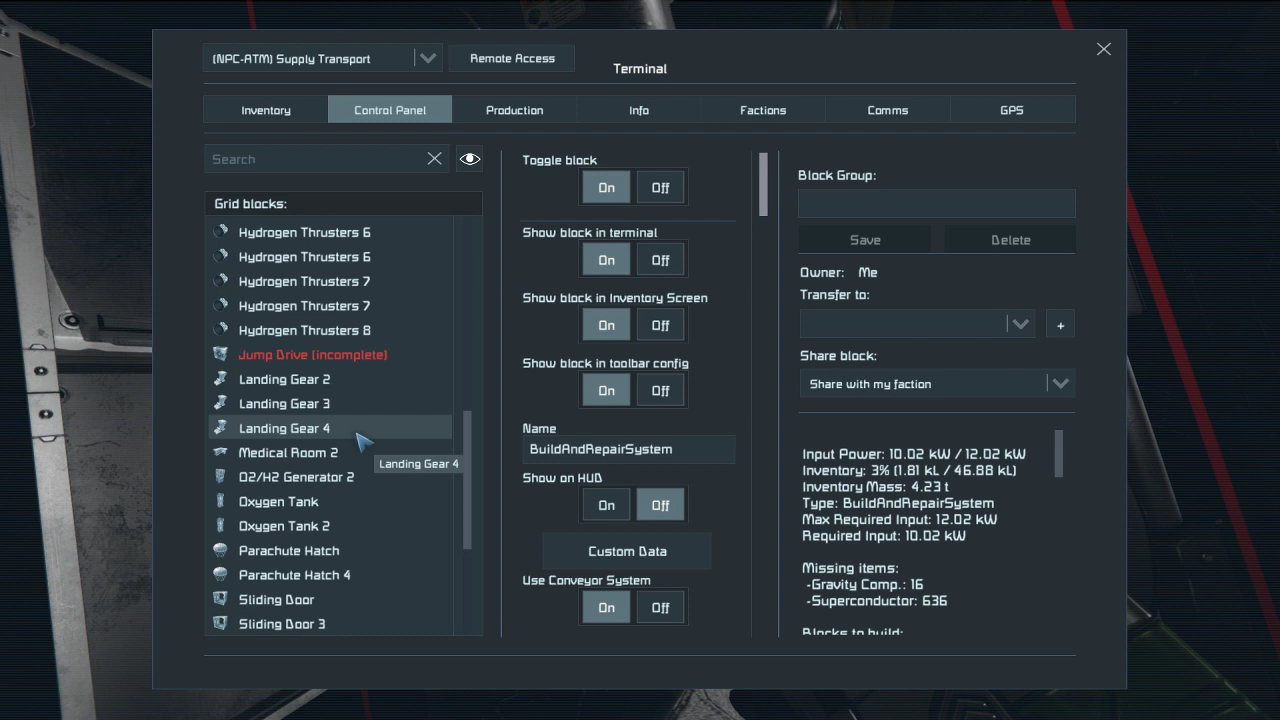 (NPC-ATM) Supply Transport
Remote Access
Terminal
Inventory
Control Panel
Production
Info
Factions
Comms
GPS
Search
Grid blocks:
Hydrogen Thrusters 6
Hydrogen Thrusters 6
Hydrogen Thrusters 7
Hydrogen Thrusters 7
Hydrogen Thrusters 8
Jump Drive (incomplete)
Landing Gear 2
Landing Gear 3
Landing Gear 4
Landing Gear 4
Medical Room 2
O2/H2 Generator 2
Oxygen Tank
Oxygen Tank 2
Parachute Hatch
Parachute Hatch 4
Sliding Door
Sliding Door 3
Toggle block
On Off
Show block in terminal
On Off
Show block in Inventory Screen
On Off
Show block in toolbar config
On Off
Name
BuildAndRepairSystem
Show on HUD
On Off
Custom Data
Use Conveyor System
On Off
Block Group:
Save
Delete
Owner: Me
Transfer to:
+
Share block:
Share with my faction
Input Power: 10.02 kW / 12.02 kW
Inventory: 3% (1.81 kL / 46.88 kL)
Inventory Mass: 4.23 t
Type: BuildAndRepairSystem
Max Required Input: 12.02 kW
Required Input: 10.02 kW
Missing items:
-Gravity Comp.: 16
-Superconductor: 636
Blocks to build: